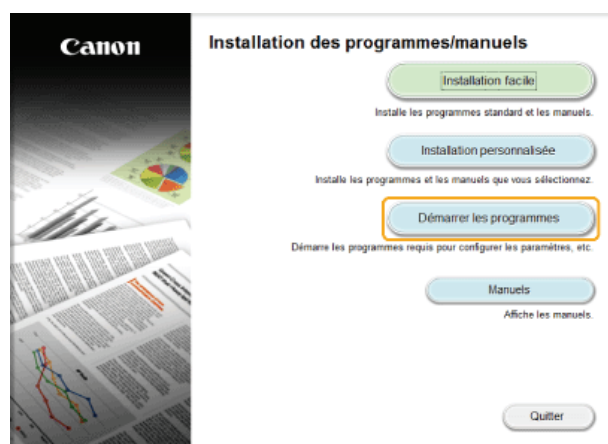 Canon
Installation des programmes/manuels
Installation facile
Installe les programmes standard et les manuels.
Installation personnalisée
Installe les programmes et les manuels que vous sélectionnez.
Démarrer les programmes
Démarre les programmes requis pour configurer les paramètres, etc.
Manuels
Affiche les manuels.
Quitter